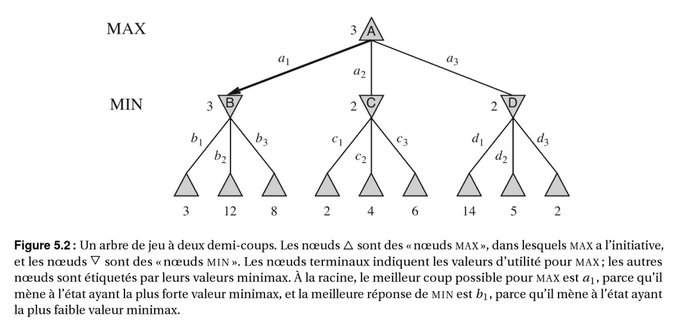 MAX
3 A
a1
a2
a3
MIN
3 B
2 C
2 D
b1
b2
b3
c1
c2
c3
d1
d2
d3
3 12 8 2 4 6 14 5 2
Figure 5.2 : Un arbre de jeu à deux demi-coups. Les nœuds △ sont des « nœuds MAX », dans lesquels MAX a l'initiative,
et les nœuds ▽ sont des « nœuds MIN ». Les nœuds terminaux indiquent les valeurs d'utilité pour MAX ; les autres
nœuds sont étiquetés par leurs valeurs minimax. À la racine, le meilleur coup possible pour MAX est a1, parce qu'il
mène à l'état ayant la plus forte valeur minimax, et la meilleure réponse de MIN est b1, parce qu'il mène à l'état ayant
la plus faible valeur minimax.